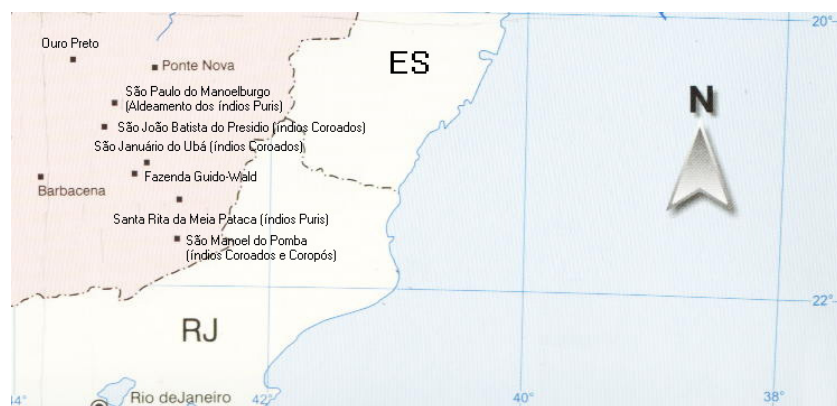 20°
Ouro Preto
ES
Ponte Nova
São Paulo do Manoelburgo
(Aldeamento dos índios Puris)
N
São João Batista do Presidio (índios Coroados)
São Januário do Ubá (índios Coroados)
Fazenda Guido-Wald
Barbacena
Santa Rita da Meia Pataca (índios Puris)
São Manoel do Pomba
(índios Coroados e Coropós)
22°
RJ
Rio deJaneiro
44°
42°
40°
38°